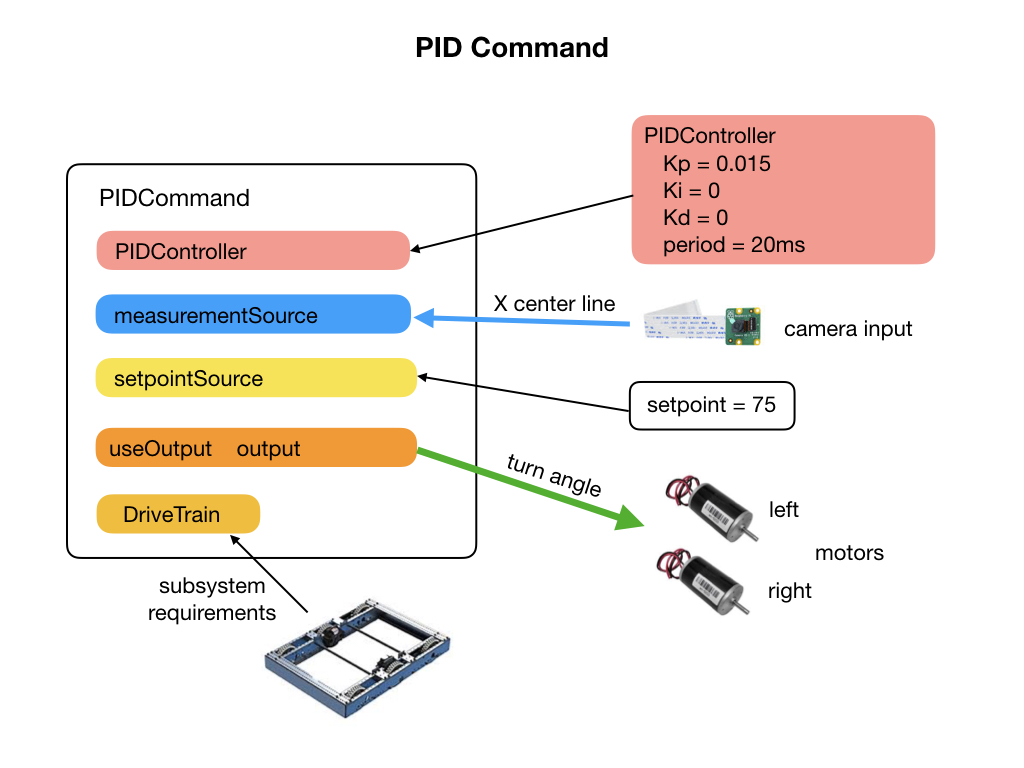 PID Command
PIDController
Kp = 0.015
Ki = 0
Kd = 0
period = 20ms
PIDCommand
PIDController
measurementSource
X center line
camera input
setpointSource
setpoint = 75
useOutput output
turn angle
left
motors
right
DriveTrain
subsystem
requirements